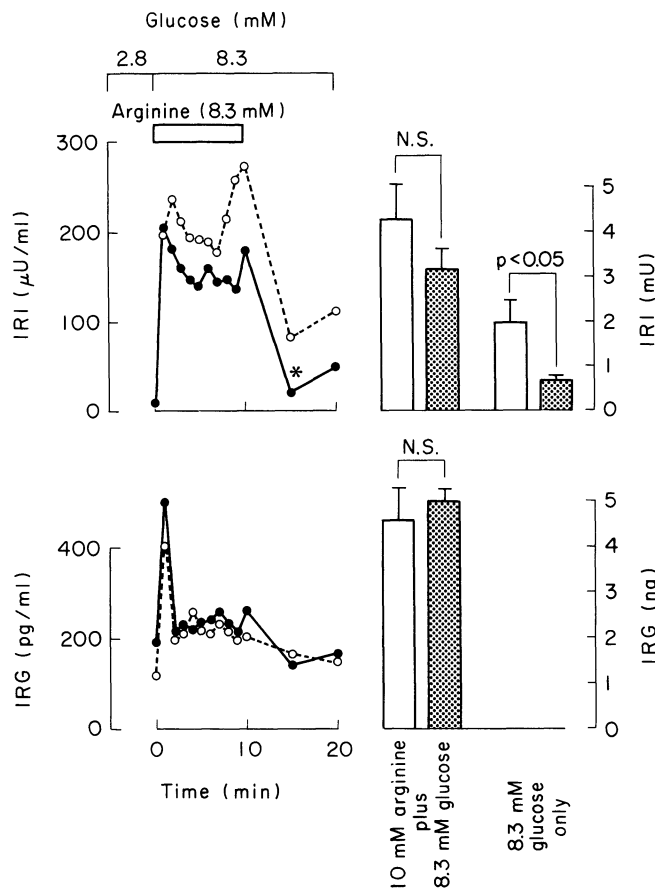 Glucose (mM)
2.8 8.3
Arginine (8.3 mM)
300
200
100
0
IRI (μU/ml)
*
N.S.
p<0.05
5
4
3
2
1
0
IRI (mU)
400
200
0
IRG (pg/ml)
0 10 20
Time (min)
N.S.
5
4
3
2
1
0
IRG (ng)
10 mM arginine
plus
8.3 mM glucose
8.3 mM
glucose
only